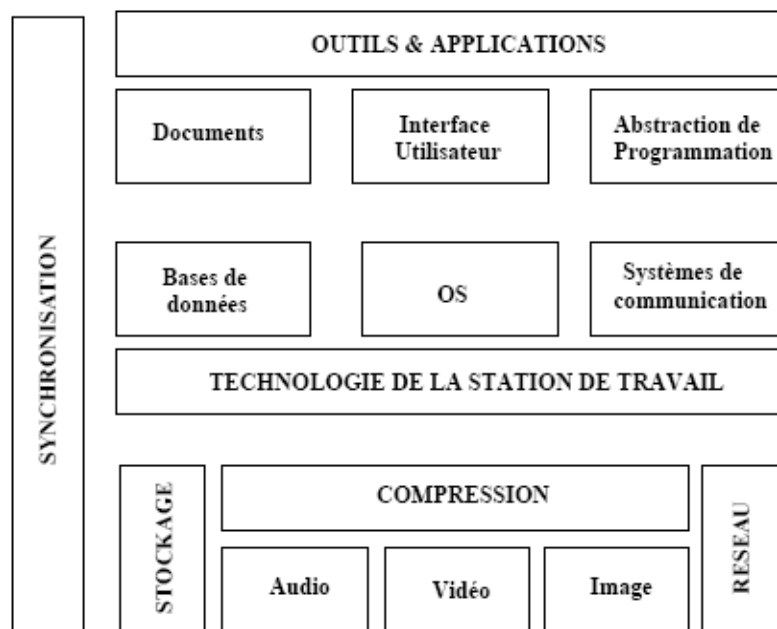 SYNCHRONISATION
OUTILS & APPLICATIONS
Documents
Interface
Utilisateur
Abstraction de
Programmation
Bases de
données
OS
Systèmes de
communication
TECHNOLOGIE DE LA STATION DE TRAVAIL
STOCKAGE
COMPRESSION
Audio
Vidéo
Image
RESEAU